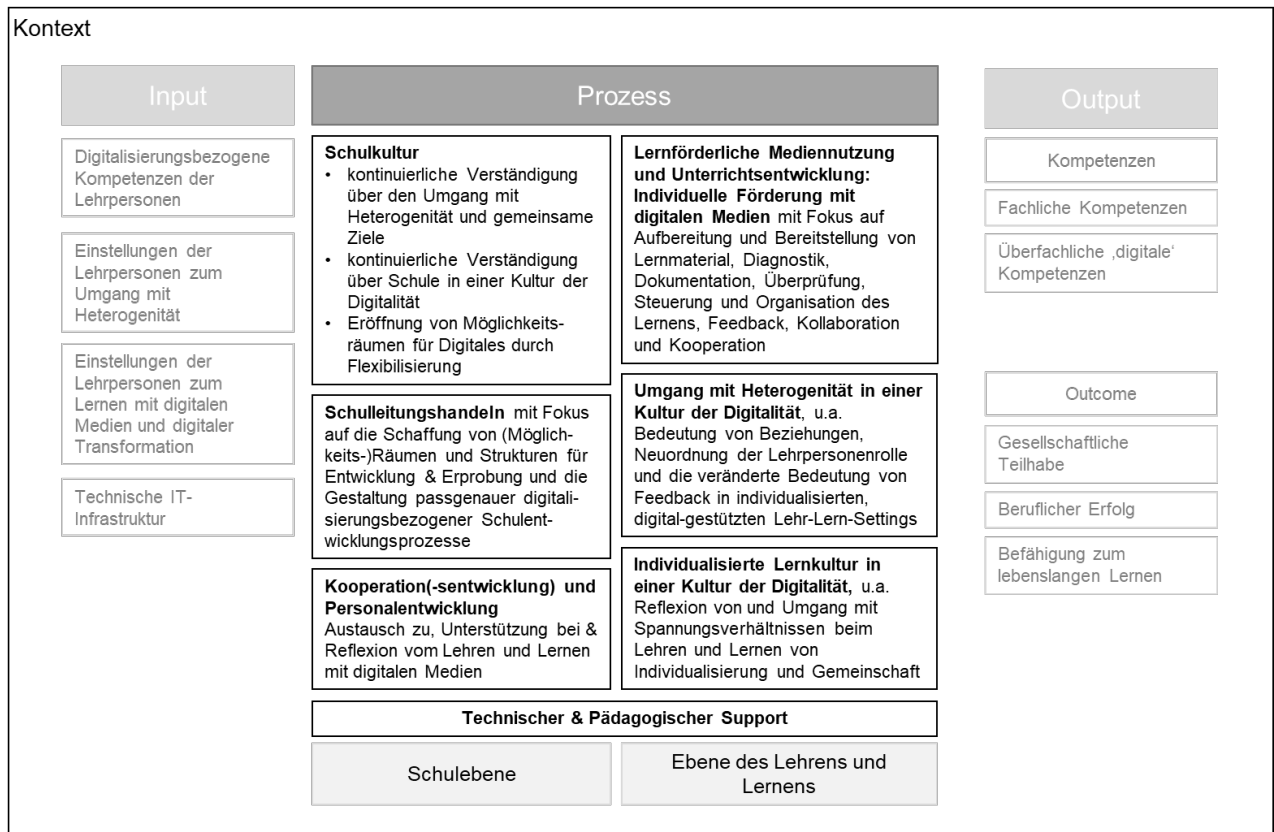 Kontext
Input
Digitalisierungsbezogene
Kompetenzen der
Lehrpersonen
Einstellungen der
Lehrpersonen zum
Umgang mit
Heterogenität
Einstellungen der
Lehrpersonen zum
Lernen mit digitalen
Medien und digitaler
Transformation
Technische IT-
Infrastruktur
Prozess
Schulkultur
• kontinuierliche Verständigung
über den Umgang mit
Heterogenität und gemeinsame
Ziele
• kontinuierliche Verständigung
über Schule in einer Kultur der
Digitalität
• Eröffnung von Möglichkeits-
räumen für Digitales durch
Flexibilisierung
Schulleitungshandeln mit Fokus
auf die Schaffung von (Möglich-
keits-)Räumen und Strukturen für
Entwicklung & Erprobung und die
Gestaltung passgenauer digitali-
sierungsbezogener Schulent-
wicklungsprozesse
Kooperation(-sentwicklung) und
Personalentwicklung
Austausch zu, Unterstützung bei &
Reflexion vom Lehren und Lernen
mit digitalen Medien
Lernförderliche Mediennutzung
und Unterrichtsentwicklung:
Individuelle Förderung mit
digitalen Medien mit Fokus auf
Aufbereitung und Bereitstellung von
Lernmaterial, Diagnostik,
Dokumentation, Überprüfung,
Steuerung und Organisation des
Lernens, Feedback, Kollaboration
und Kooperation
Umgang mit Heterogenität in einer
Kultur der Digitalität, u.a.
Bedeutung von Beziehungen,
Neuordnung der Lehrpersonenrolle
und die veränderte Bedeutung von
Feedback in individualisierten,
digital-gestützten Lehr-Lern-Settings
Individualisierte Lernkultur in
einer Kultur der Digitalität, u.a.
Reflexion von und Umgang mit
Spannungsverhältnissen beim
Lehren und Lernen von
Individualisierung und Gemeinschaft
Technischer & Pädagogischer Support
Schulebene
Ebene des Lehrens und
Lernens
Output
Kompetenzen
Fachliche Kompetenzen
Überfachliche ‚digitale‘
Kompetenzen
Outcome
Gesellschaftliche
Teilhabe
Beruflicher Erfolg
Befähigung zum
lebenslangen Lernen